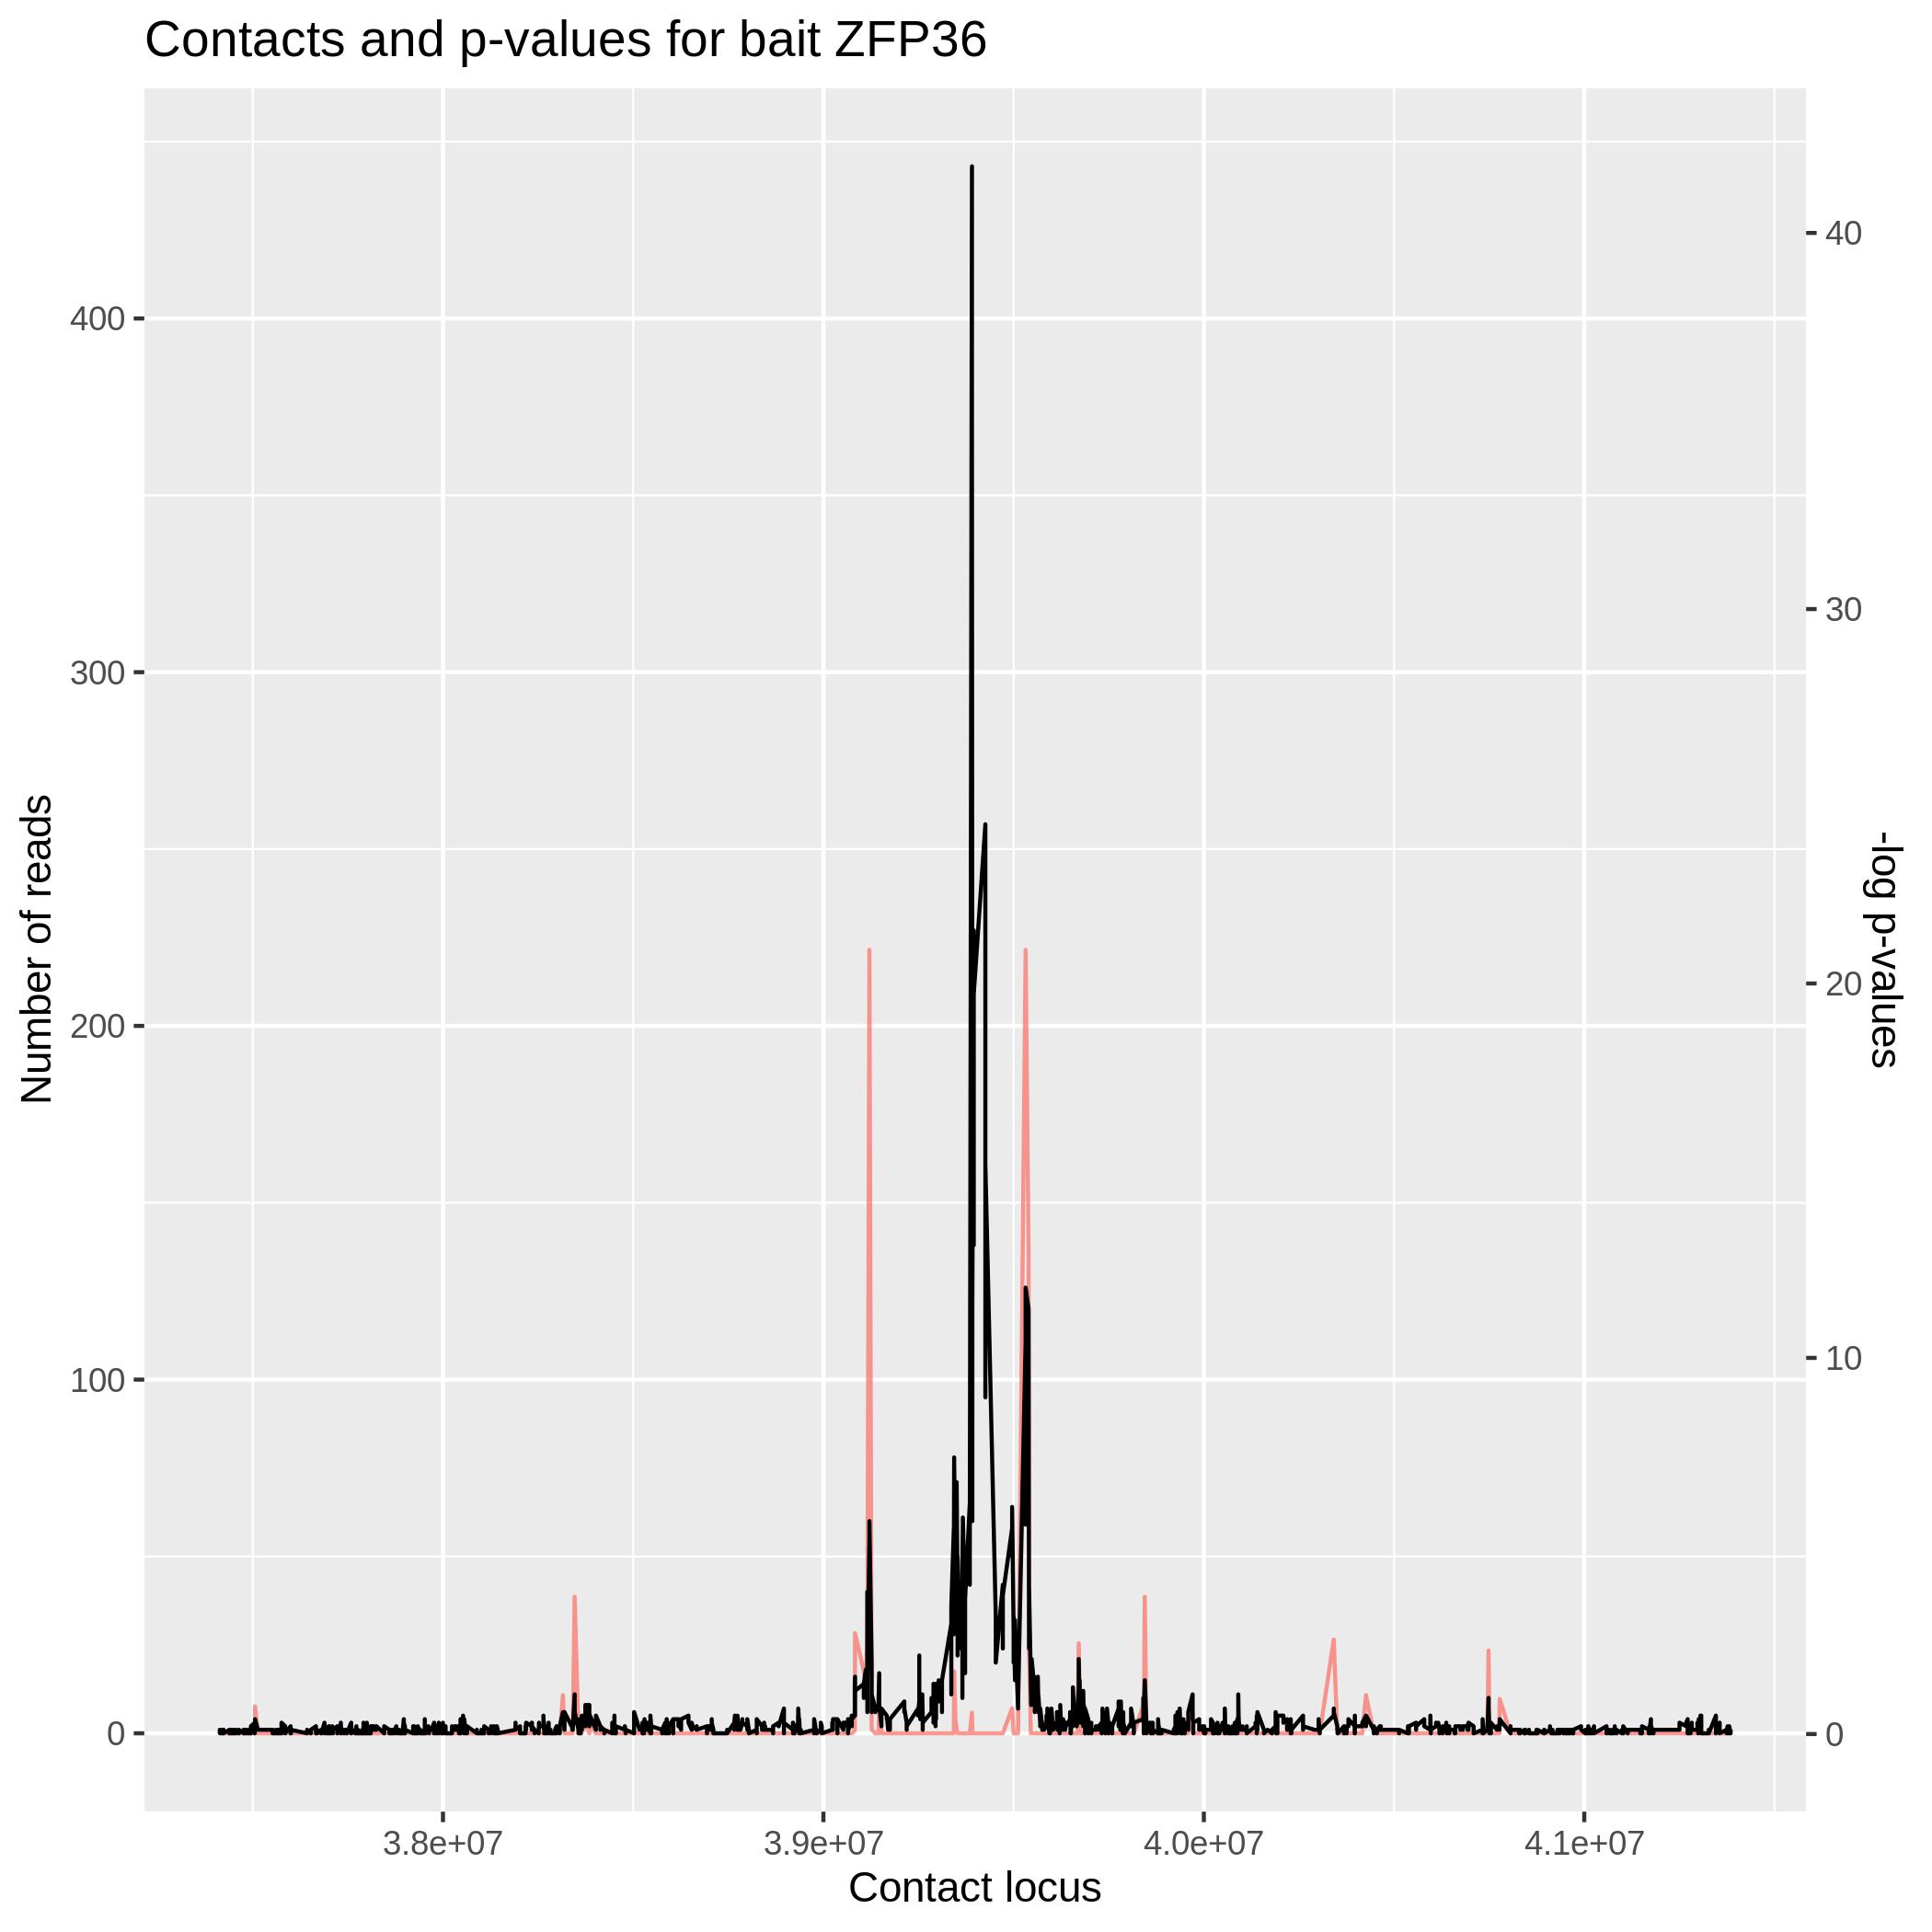 Contacts and p-values for bait ZFP36
Number of reads
400
300
200
100
0
40
30
20
10
0
-log p-values
3.8e+07
3.9e+07
4.0e+07
4.1e+07
Contact locus